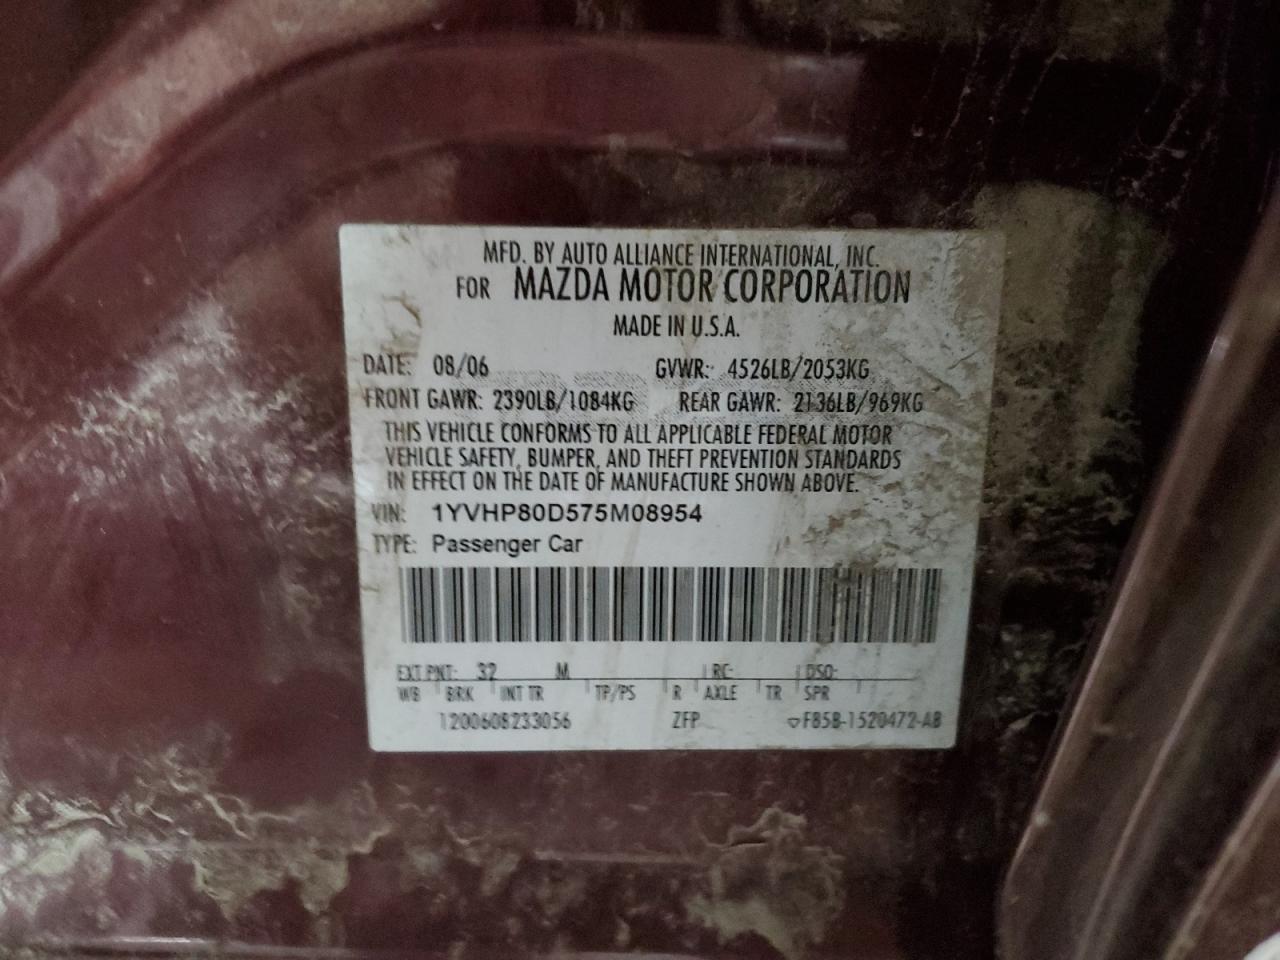 MFD. BY AUTO ALLIANCE INTERNATIONAL, INC.
FOR MAZDA MOTOR CORPORATION
MADE IN U.S.A.
DATE: 08/06 GVWR: 4526LB/2053KG
FRONT GAWR: 2390LB/1084KG REAR GAWR: 2136LB/969KG
THIS VEHICLE CONFORMS TO ALL APPLICABLE FEDERAL MOTOR
VEHICLE SAFETY, BUMPER, AND THEFT PREVENTION STANDARDS
IN EFFECT ON THE DATE OF MANUFACTURE SHOWN ABOVE.
VIN: 1YVHP80D575M08954
TYPE: Passenger Car
EXT PNT: 32 M RC: DSO:
WB BRK INT TR TP/PS R AXLE TR SPR
1200608233056 ZFP F85B-1520472-AB